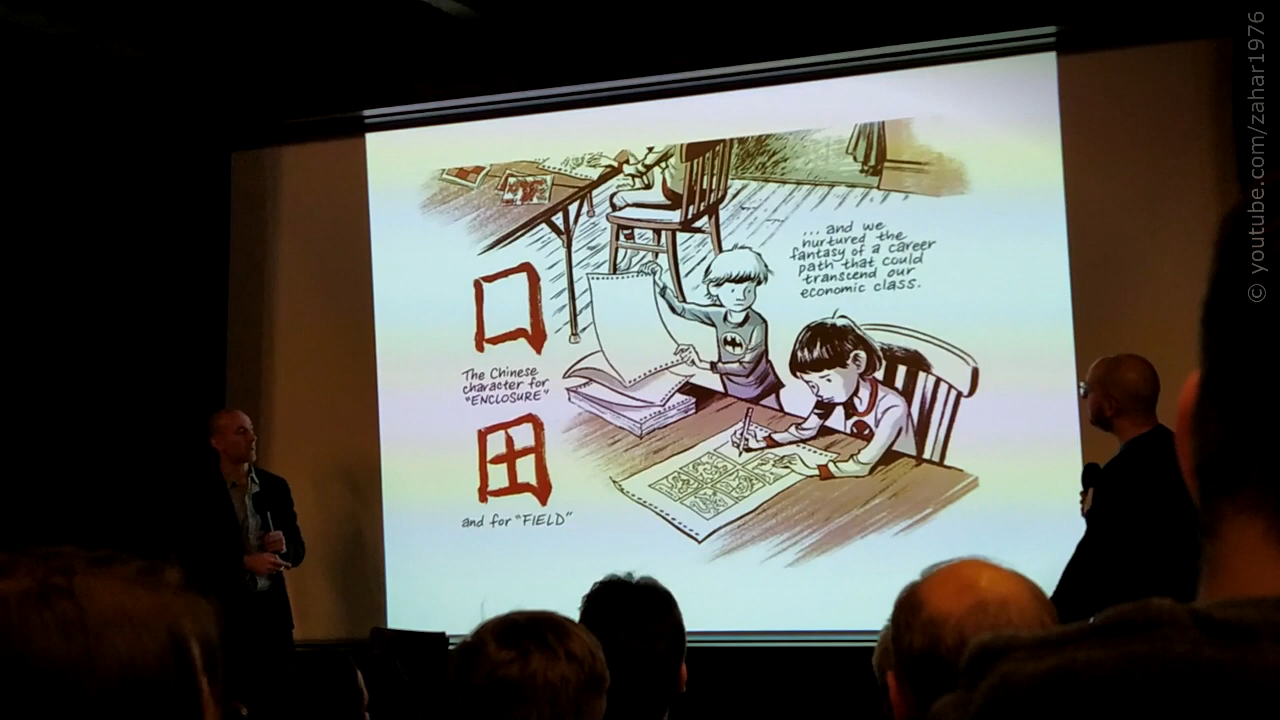 ... and we
nurtured the
fantasy of a career
path that could
transcend our
economic class.
口
The Chinese
character for
"ENCLOSURE"
田
and for "FIELD"
© youtube.com/zahar1976